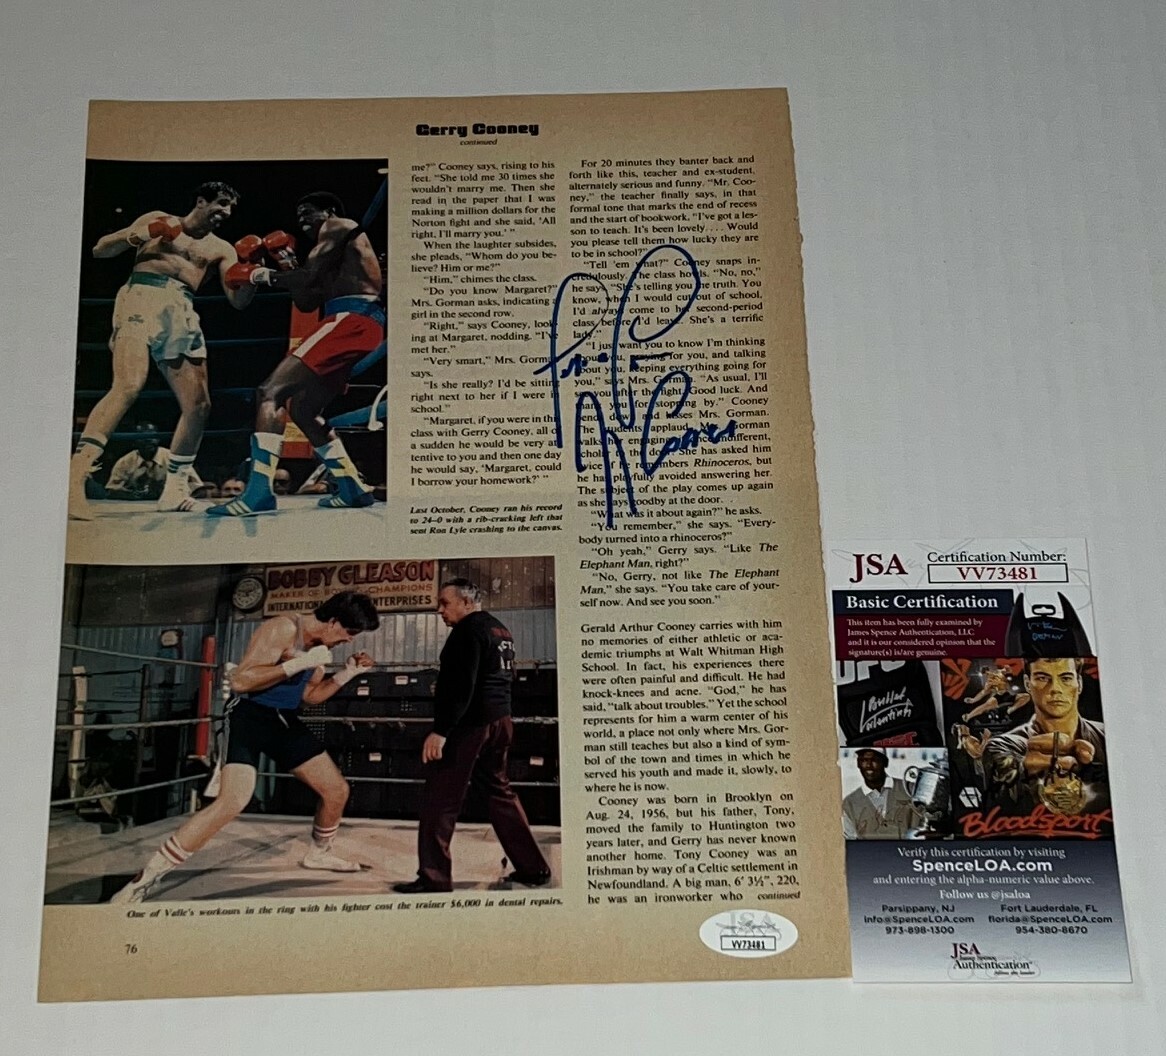 Gerry Cooney
continued
me?" Cooney says, rising to his
feet. "She told me 30 times she
wouldn't marry me. Then she
read in the paper that I was
making a million dollars for the
Norton fight and she said, 'All
right, I'll marry you.' "
When the laughter subsides,
she pleads, "Whom do you be-
lieve? Him or me?"
"Him," chimes the class.
"Do you know Margaret?"
Mrs. Gorman asks, indicating a
girl in the second row.
"Right," says Cooney, look-
ing at Margaret, nodding. "I've
met her."
"Very smart," Mrs. Gorm
says.
"Is she really? I'd be sitting
right next to her if I were in
school."
"Margaret, if you were in this
class with Gerry Cooney, all of
a sudden he would be very at-
tentive to you and then one day
he would say, 'Margaret, could
I borrow your homework?' "
Last October, Cooney ran his record
to 24–0 with a rib-cracking left that
sent Ron Lyle crashing to the canvas.
For 20 minutes they banter back and
forth like this, teacher and ex-student,
alternately serious and funny. "Mr. Coo-
ney," the teacher finally says, in that
formal tone that marks the end of recess
and the start of bookwork, "I've got a les-
son to teach. It's been lovely.... Would
you please tell them how lucky they are
to be in school?"
"Tell 'em what?" Cooney snaps in-
credulously. The class howls. "No, no,"
he says. "She's telling you the truth. You
know, when I would cut out of school,
I'd always come to her second-period
class before I'd leave. She's a terrific
lady."
"I just want you to know I'm thinking
about you, praying for you, and talking
about you, keeping everything going for
you," says Mrs. Gorman. "As usual, I'll
see you after the fight. Good luck. And
thank you for stopping by." Cooney
bends down and kisses Mrs. Gorman.
The students applaud. Gorman
walks her engaging, once indifferent,
scholar to the door. She has asked him
twice if he remembers Rhinoceros, but
he has playfully avoided answering her.
The subject of the play comes up again
as she says goodby at the door.
"What was it about again?" he asks.
"You remember," she says. "Every-
body turned into a rhinoceros?"
"Oh yeah," Gerry says. "Like The
Elephant Man, right?"
"No, Gerry, not like The Elephant
Man," she says. "You take care of your-
self now. And see you soon."
Gerald Arthur Cooney carries with him
no memories of either athletic or aca-
demic triumphs at Walt Whitman High
School. In fact, his experiences there
were often painful and difficult. He had
knock-knees and acne. "God," he has
said, "talk about troubles." Yet the school
represents for him a warm center of his
world, a place not only where Mrs. Gor-
man still teaches but also a kind of sym-
bol of the town and times in which he
served his youth and made it, slowly, to
where he is now.
Cooney was born in Brooklyn on
Aug. 24, 1956, but his father, Tony,
moved the family to Huntington two
years later, and Gerry has never known
another home. Tony Cooney was an
Irishman by way of a Celtic settlement in
Newfoundland. A big man, 6' 3½", 220,
he was an ironworker who continued
BOBBY GLEASON
MAKER OF BOXING CHAMPIONS
INTERNATIONAL ENTERPRISES
One of Valle's workouts in the ring with his fighter cost the trainer $6,000 in dental repairs.
76
JSA
VV73481
JSA Certification Number:
VV73481
Basic Certification
This item has been fully examined by
James Spence Authentication, LLC
and it is our considered opinion that the
signature(s) is/are genuine.
UFC
Bloodsport
Verify this certification by visiting
SpenceLOA.com
and entering the alpha-numeric value above.
Follow us @jsaloa
Parsippany, NJ
info@SpenceLOA.com
973-898-1300
Fort Lauderdale, FL
florida@SpenceLOA.com
954-380-8670
JSA
Authentication